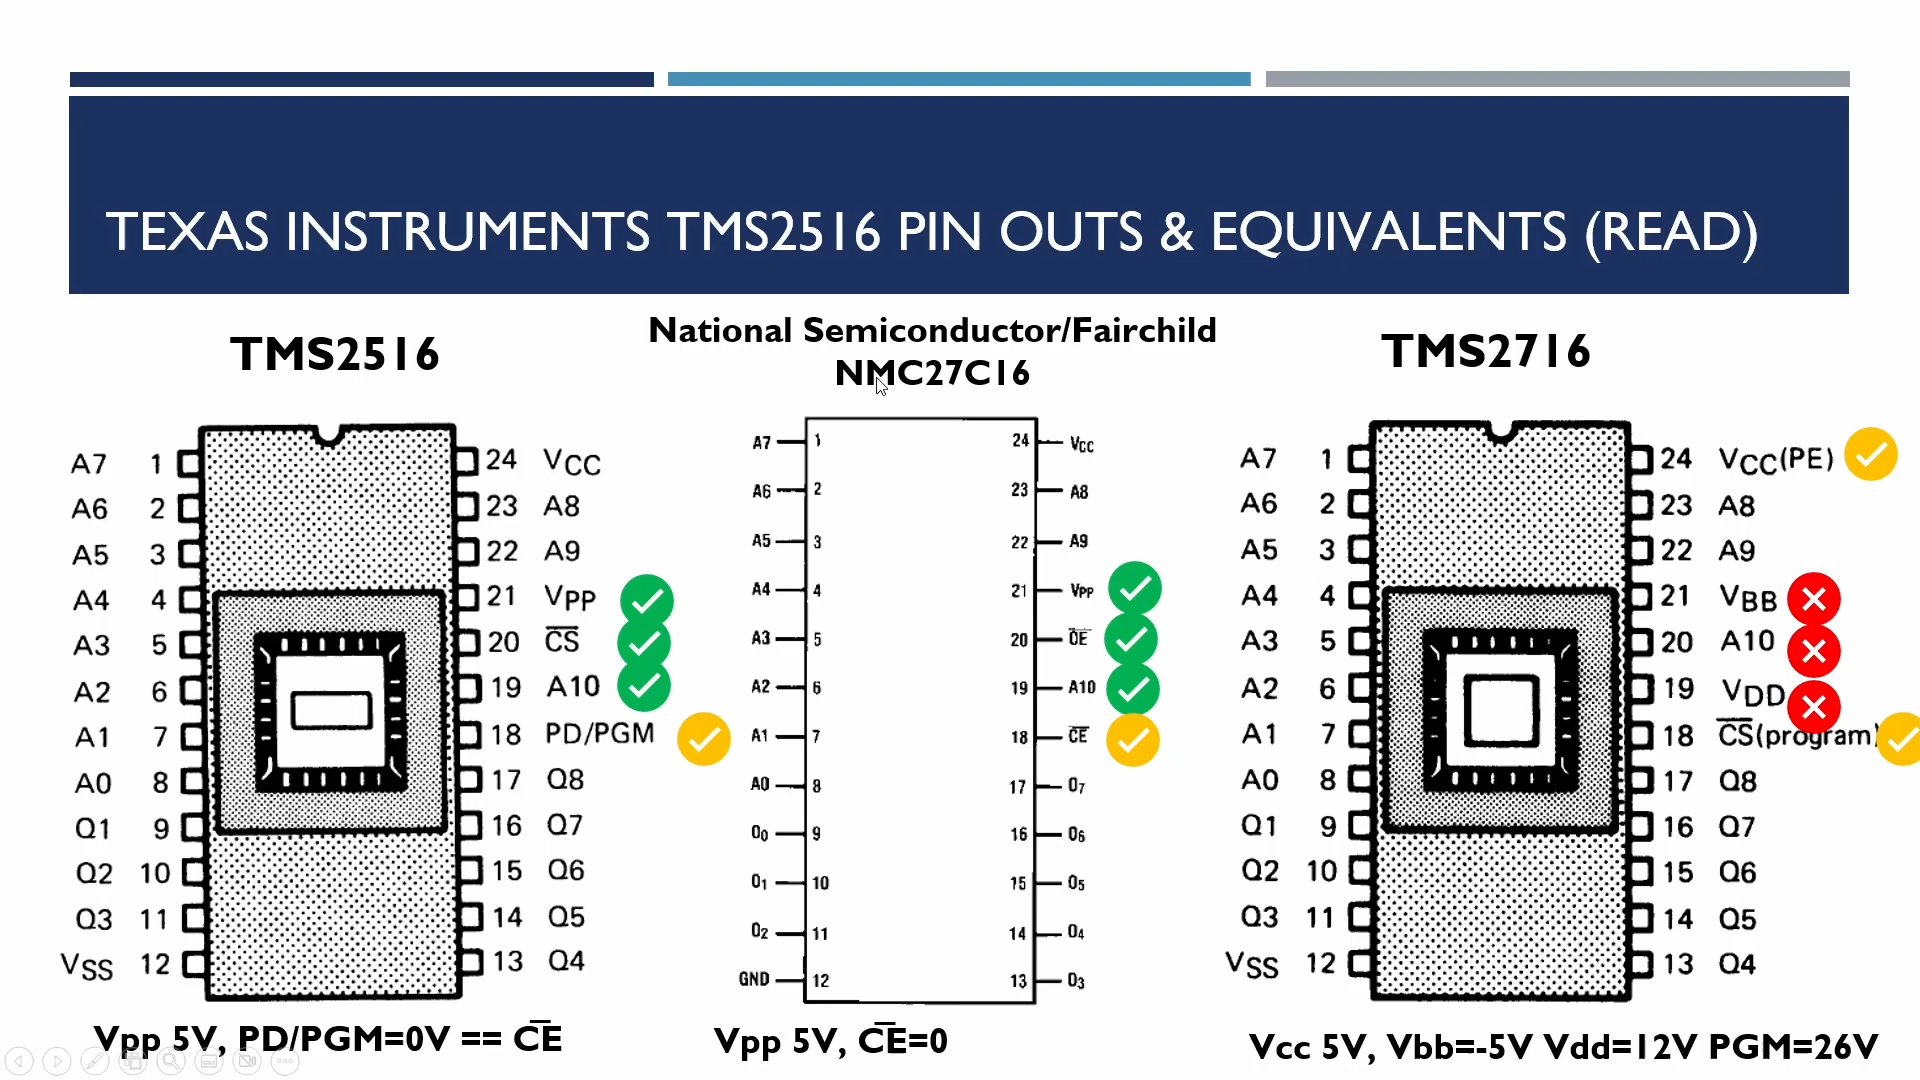 TEXAS INSTRUMENTS TMS2516 PIN OUTS & EQUIVALENTS (READ)
TMS2516
A7 1 24 VCC
A6 2 23 A8
A5 3 22 A9
A4 4 21 VPP
A3 5 20 C̅S̅
A2 6 19 A10
A1 7 18 PD/PGM
A0 8 17 Q8
Q1 9 16 Q7
Q2 10 15 Q6
Q3 11 14 Q5
VSS 12 13 Q4
Vpp 5V, PD/PGM=0V == C̅E̅
National Semiconductor/Fairchild
NMC27C16
A7 1 24 VCC
A6 2 23 A8
A5 3 22 A9
A4 4 21 VPP
A3 5 20 O̅E̅
A2 6 19 A10
A1 7 18 C̅E̅
A0 8 17 O7
O0 9 16 O6
O1 10 15 O5
O2 11 14 O4
GND 12 13 O3
Vpp 5V, C̅E̅=0
TMS2716
A7 1 24 VCC(PE)
A6 2 23 A8
A5 3 22 A9
A4 4 21 VBB
A3 5 20 A10
A2 6 19 VDD
A1 7 18 C̅S̅(program)
A0 8 17 Q8
Q1 9 16 Q7
Q2 10 15 Q6
Q3 11 14 Q5
VSS 12 13 Q4
Vcc 5V, Vbb=-5V Vdd=12V PGM=26V